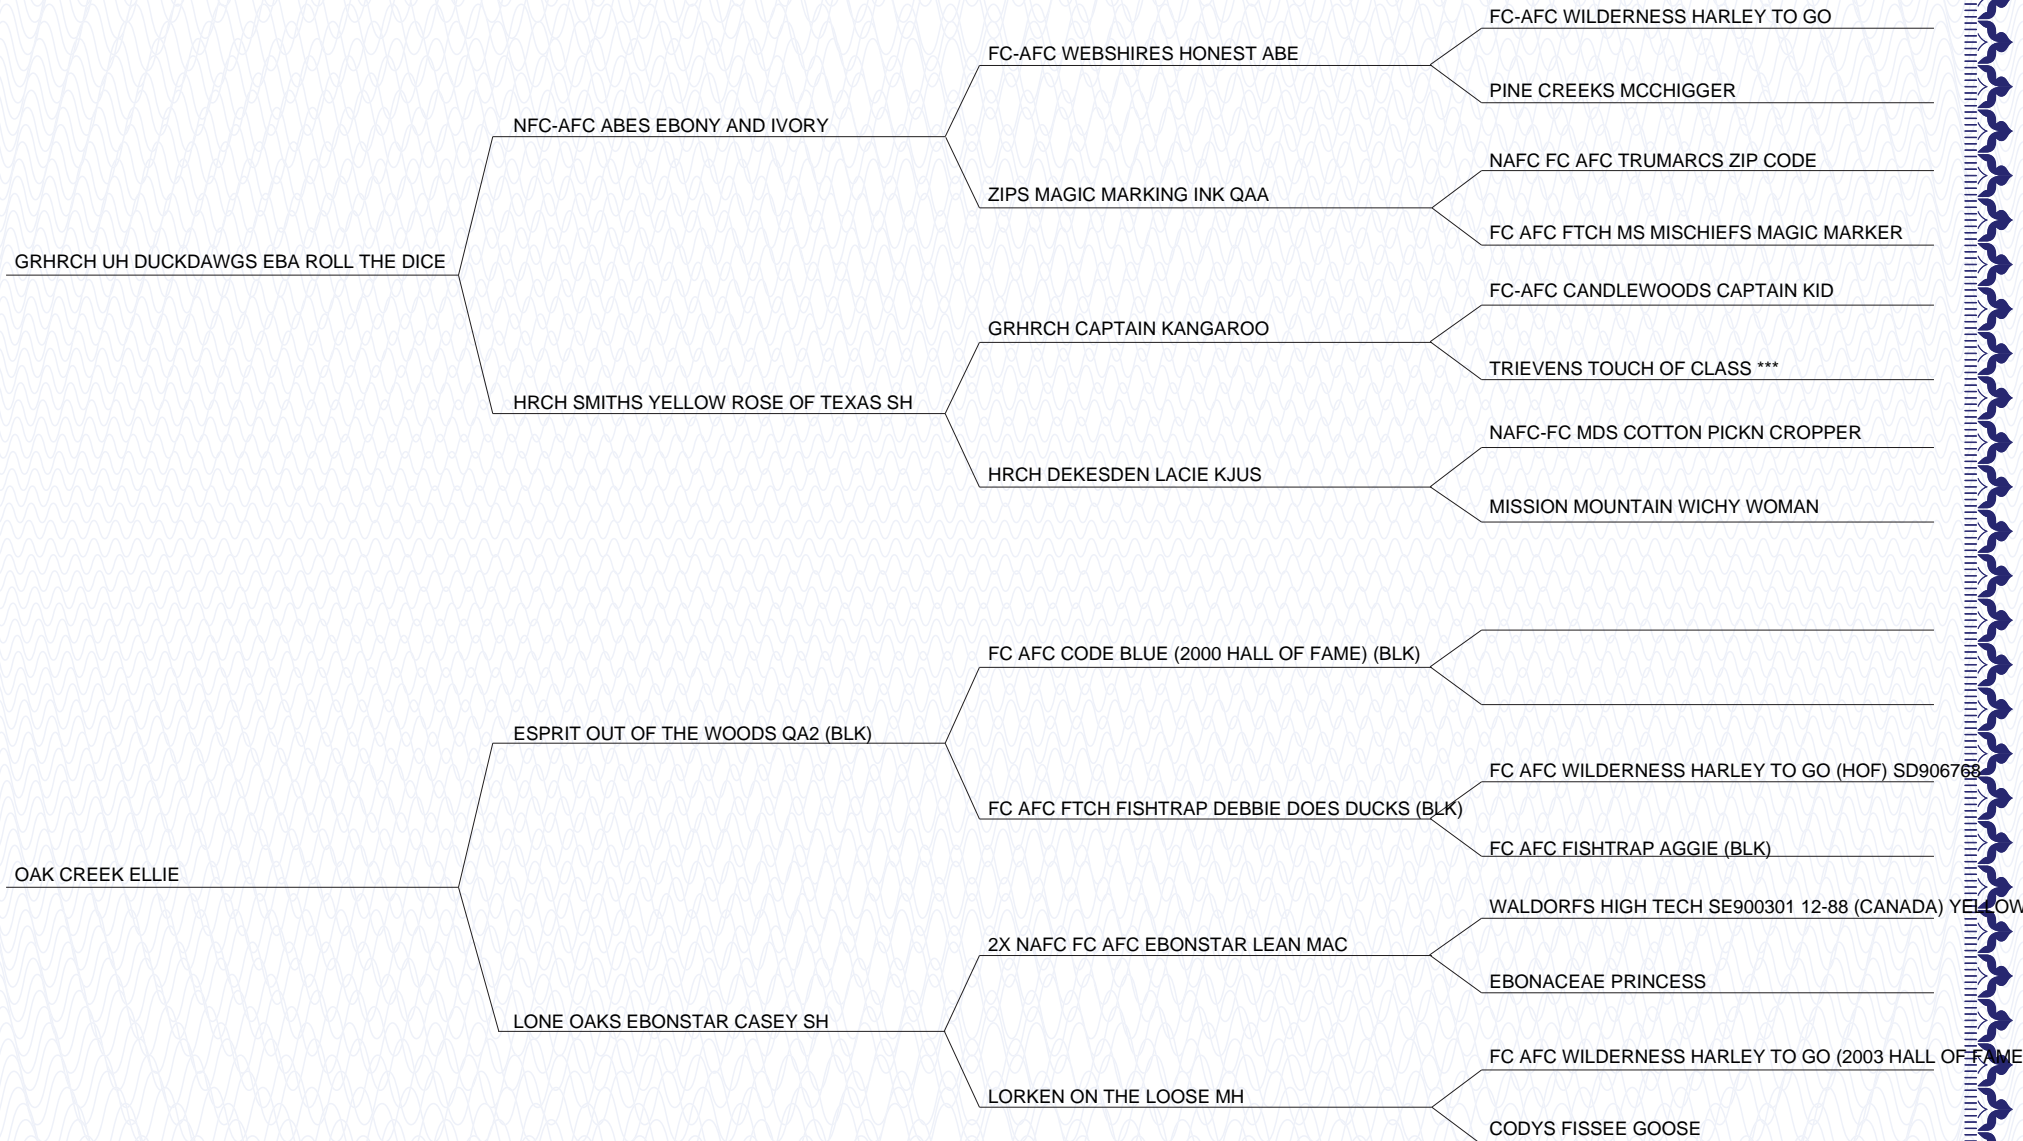 FC-AFC WILDERNESS HARLEY TO GO
FC-AFC WEBSHIRES HONEST ABE
PINE CREEKS MCCHIGGER
NFC-AFC ABES EBONY AND IVORY
NAFC FC AFC TRUMARCS ZIP CODE
ZIPS MAGIC MARKING INK QAA
FC AFC FTCH MS MISCHIEFS MAGIC MARKER
GRHRCH UH DUCKDAWGS EBA ROLL THE DICE
FC-AFC CANDLEWOODS CAPTAIN KID
GRHRCH CAPTAIN KANGAROO
TRIEVENS TOUCH OF CLASS ***
HRCH SMITHS YELLOW ROSE OF TEXAS SH
NAFC-FC MDS COTTON PICKN CROPPER
HRCH DEKESDEN LACIE KJUS
MISSION MOUNTAIN WICHY WOMAN
FC AFC CODE BLUE (2000 HALL OF FAME) (BLK)
ESPRIT OUT OF THE WOODS QA2 (BLK)
FC AFC WILDERNESS HARLEY TO GO (HOF) SD906768
FC AFC FTCH FISHTRAP DEBBIE DOES DUCKS (BLK)
FC AFC FISHTRAP AGGIE (BLK)
OAK CREEK ELLIE
WALDORFS HIGH TECH SE900301 12-88 (CANADA) YELLOW
2X NAFC FC AFC EBONSTAR LEAN MAC
EBONACEAE PRINCESS
LONE OAKS EBONSTAR CASEY SH
FC AFC WILDERNESS HARLEY TO GO (2003 HALL OF FAME
LORKEN ON THE LOOSE MH
CODYS FISSEE GOOSE